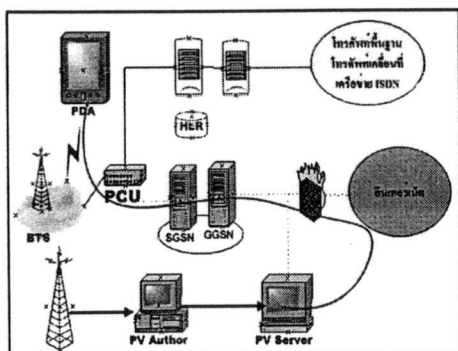 โทรศัพท์พื้นฐาน
โทรศัพท์เคลื่อนที่
เครือข่าย ISDN
PDA
HLR
PCU
BTS
SGSN
GGSN
อินเตอร์เน็ต
PV Author
PV Server